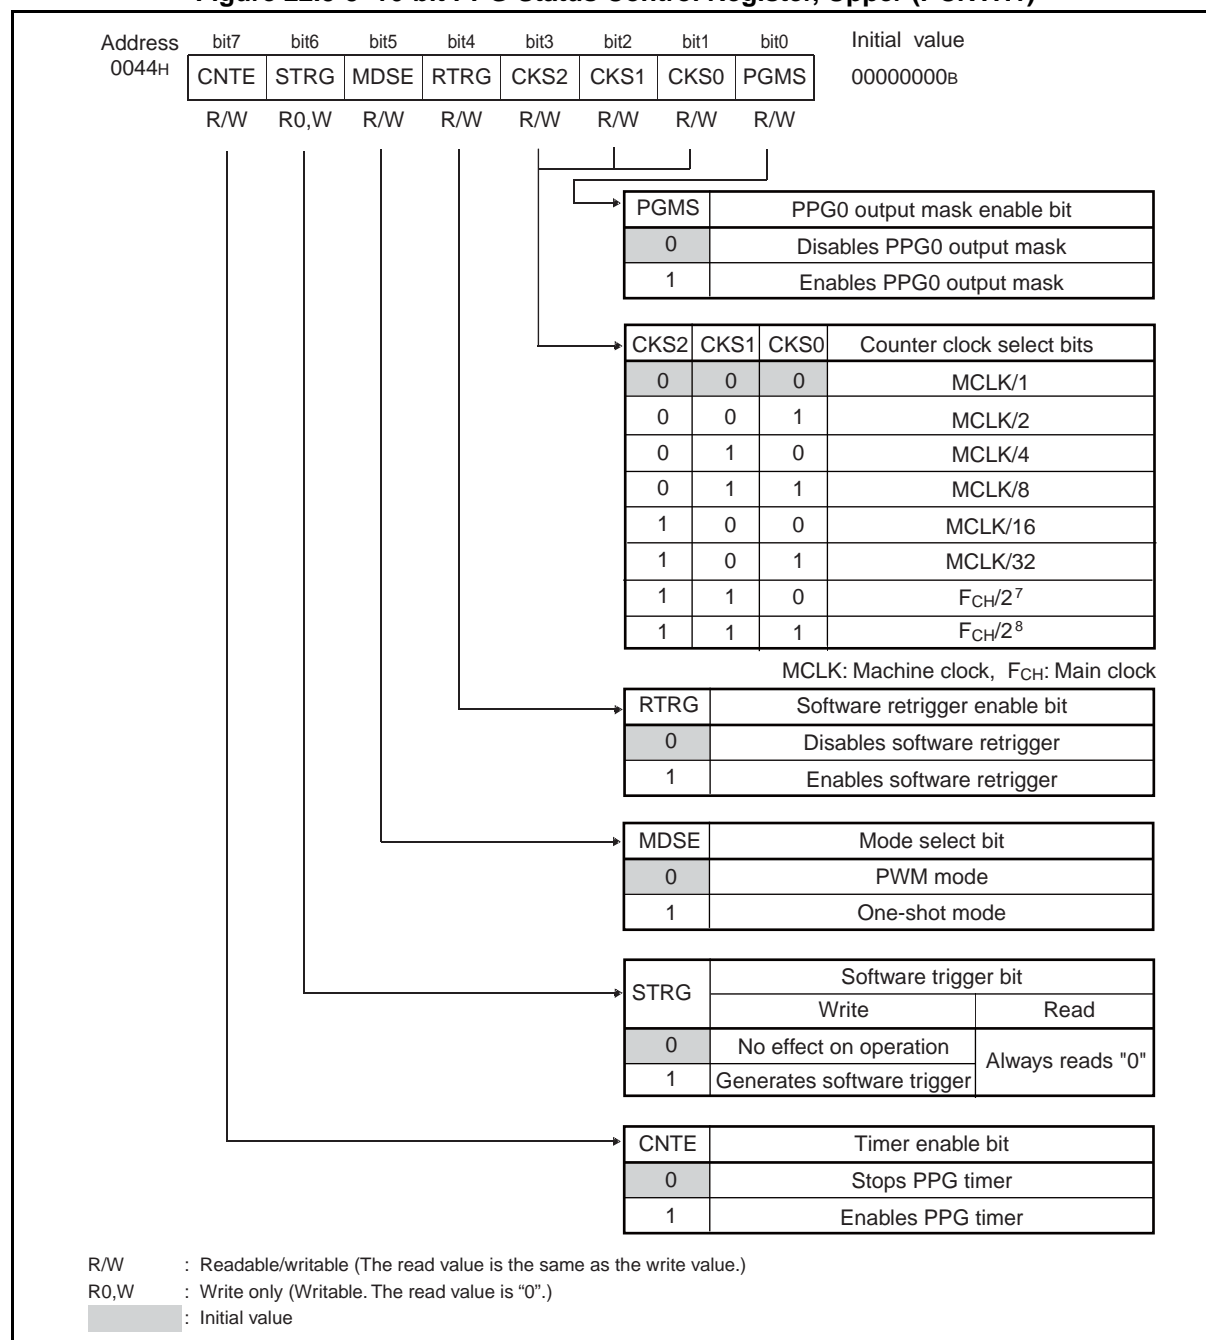 Address bit7 bit6 bit5 bit4 bit3 bit2 bit1 bit0 Initial value
0044H CNTE STRG MDSE RTRG CKS2 CKS1 CKS0 PGMS 00000000B
R/W R0,W R/W R/W R/W R/W R/W R/W
PGMS PPG0 output mask enable bit
0 Disables PPG0 output mask
1 Enables PPG0 output mask
CKS2 CKS1 CKS0 Counter clock select bits
0 0 0 MCLK/1
0 0 1 MCLK/2
0 1 0 MCLK/4
0 1 1 MCLK/8
1 0 0 MCLK/16
1 0 1 MCLK/32
1 1 0 FCH/2⁷
1 1 1 FCH/2⁸
MCLK: Machine clock, FCH: Main clock
RTRG Software retrigger enable bit
0 Disables software retrigger
1 Enables software retrigger
MDSE Mode select bit
0 PWM mode
1 One-shot mode
STRG Software trigger bit
Write Read
0 No effect on operation Always reads "0"
1 Generates software trigger
CNTE Timer enable bit
0 Stops PPG timer
1 Enables PPG timer
R/W : Readable/writable (The read value is the same as the write value.)
R0,W : Write only (Writable. The read value is “0”.)
: Initial value